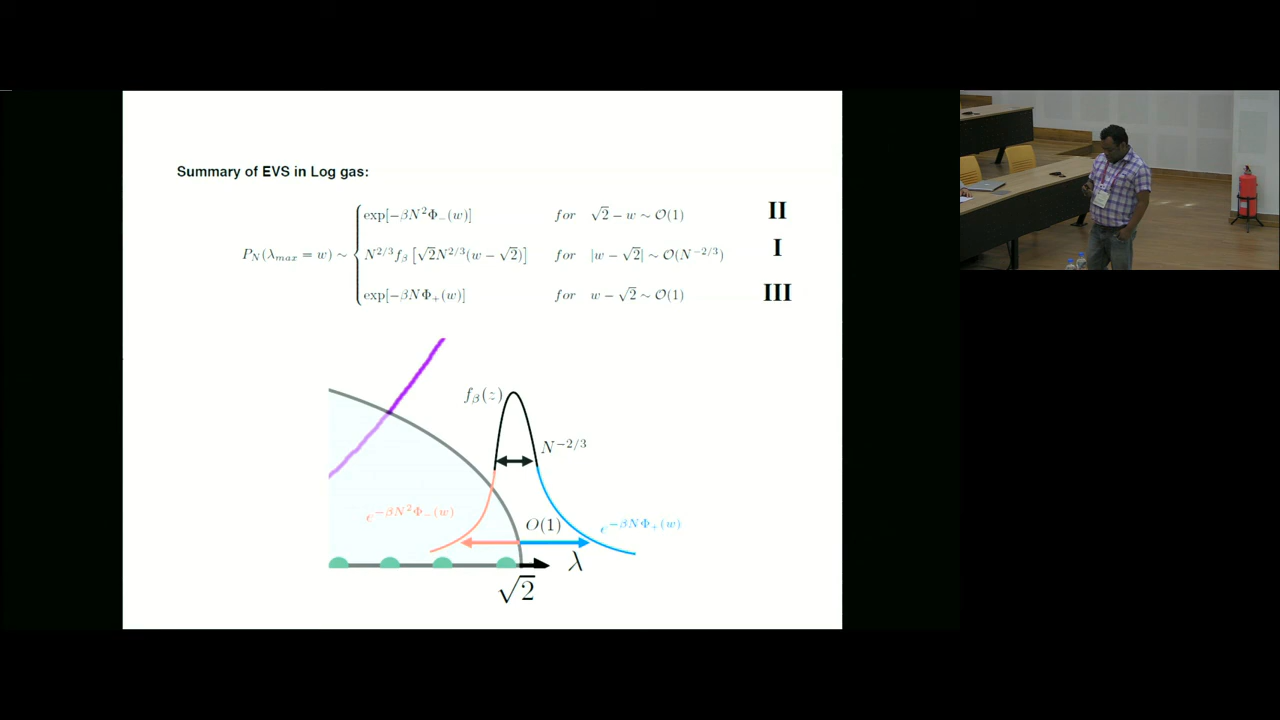 Summary of EVS in Log gas:
exp[−βN²Φ₋(w)] for √2 − w ~ 𝒪(1) II
P_N(λ_max = w) ~ { N^{2/3} f_β [√2N^{2/3}(w − √2)] for |w − √2| ~ 𝒪(N^{−2/3}) I
exp[−βNΦ₊(w)] for w − √2 ~ 𝒪(1) III
f_β(z)
N^{−2/3}
e^{−βN²Φ₋(w)}
O(1)
e^{−βNΦ₊(w)}
λ
√2